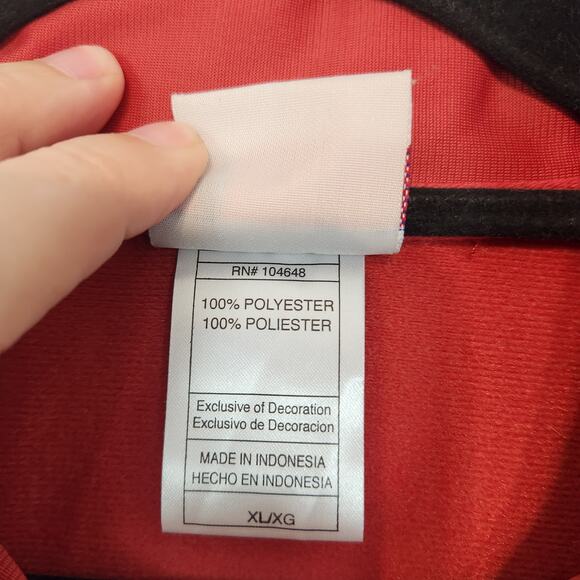 RN# 104648
100% POLYESTER
100% POLIESTER
Exclusive of Decoration
Exclusivo de Decoracion
MADE IN INDONESIA
HECHO EN INDONESIA
XL/XG